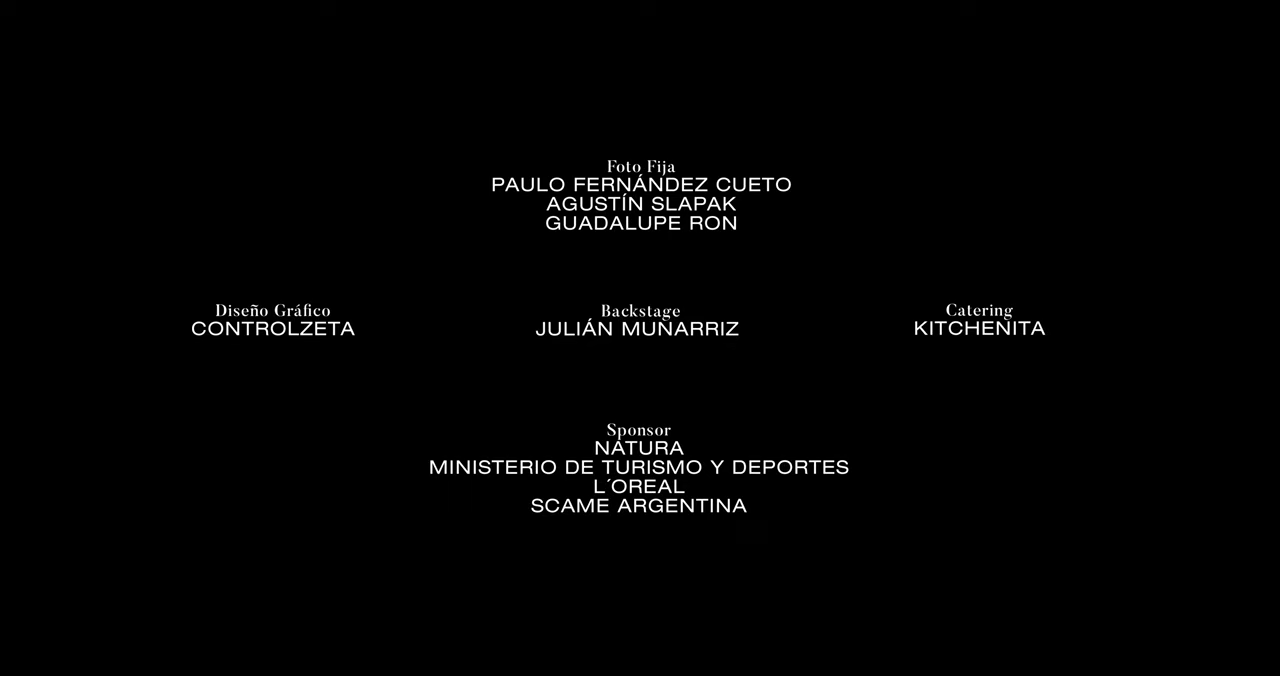 Foto Fija
PAULO FERNÁNDEZ CUETO
AGUSTÍN SLAPAK
GUADALUPE RON
Diseño Gráfico
CONTROLZETA
Backstage
JULIÁN MUNARRIZ
Catering
KITCHENITA
Sponsor
NATURA
MINISTERIO DE TURISMO Y DEPORTES
L´OREAL
SCAME ARGENTINA